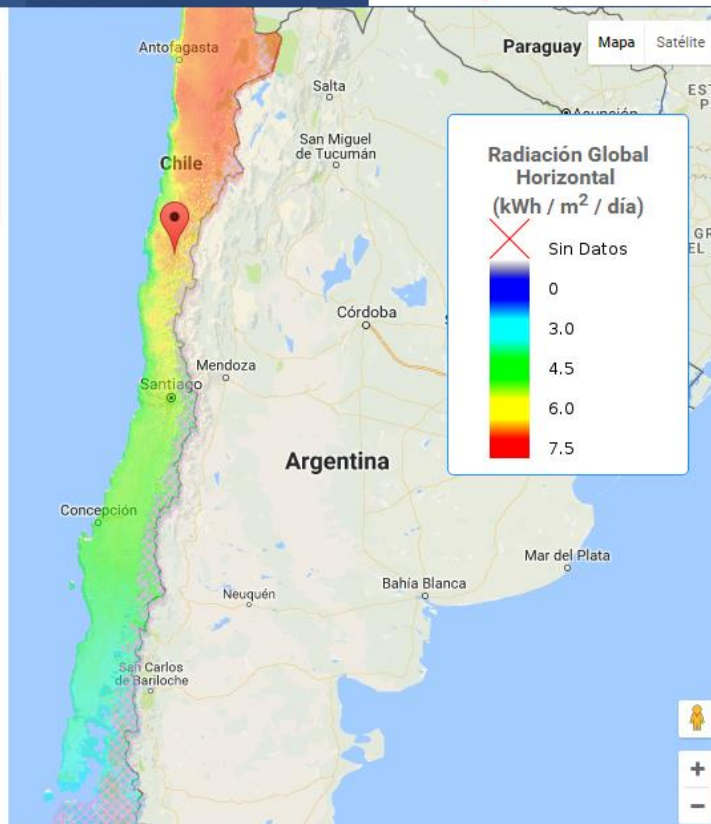 Antofagasta
Paraguay
Mapa
Satélite
Salta
San Miguel
de Tucumán
Chile
Radiación Global
Horizontal
(kWh / m² / día)
Sin Datos
0
3.0
4.5
6.0
7.5
Córdoba
Mendoza
Santiago
Argentina
Concepción
Mar del Plata
Bahía Blanca
Neuquén
San Carlos
de Bariloche
+
−